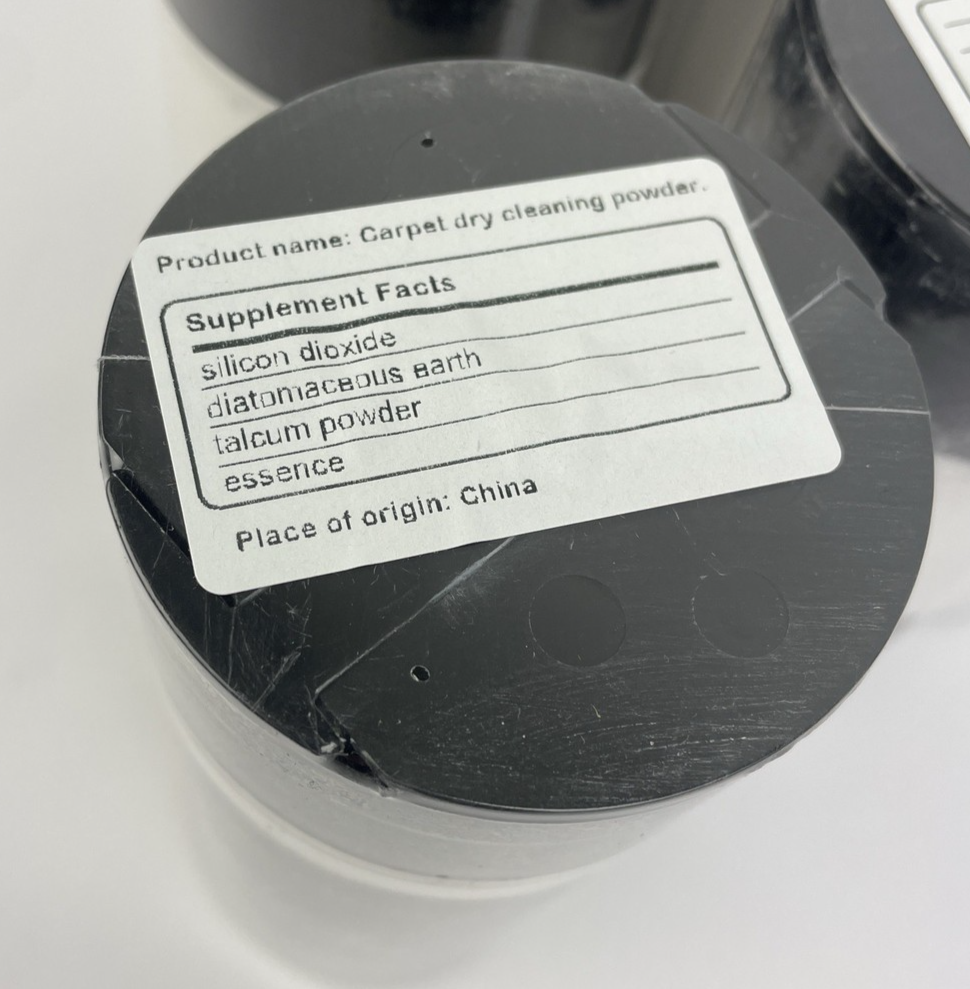 Product name: Carpet dry cleaning powder.
Supplement Facts
silicon dioxide
diatomaceous earth
talcum powder
essence
Place of origin: China